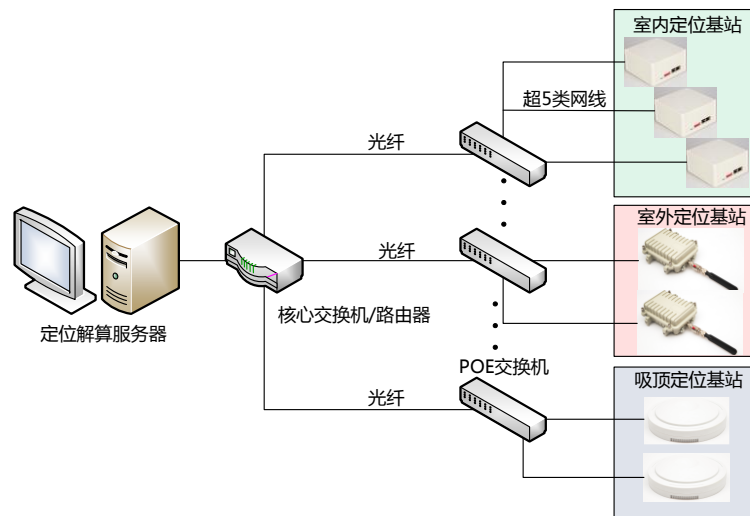 室内定位基站
超5类网线
光纤
室外定位基站
光纤
定位解算服务器
核心交换机/路由器
POE交换机
吸顶定位基站
光纤